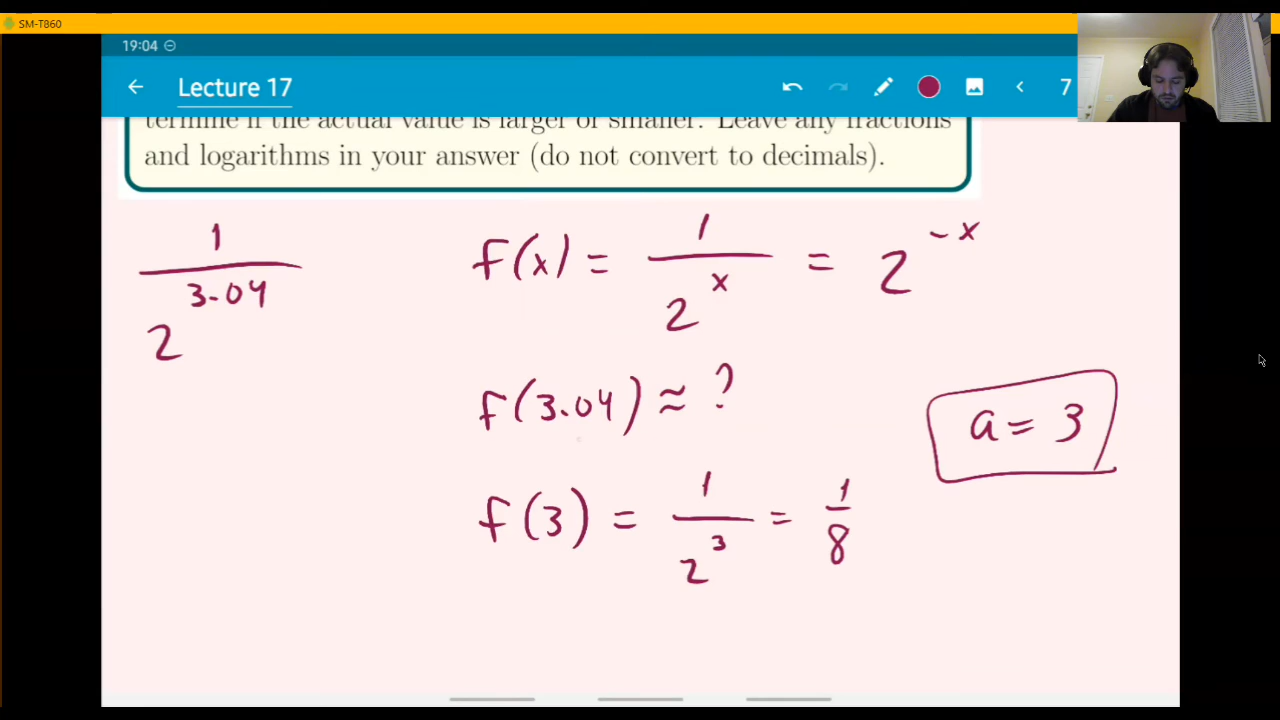 SM-T860
19:04
Lecture 17
7
termine if the actual value is larger or smaller. Leave any fractions
and logarithms in your answer (do not convert to decimals).
1/2^3.04
f(x) = 1/2^x = 2^-x
f(3.04) ≈ ?
a = 3
f(3) = 1/2^3 = 1/8